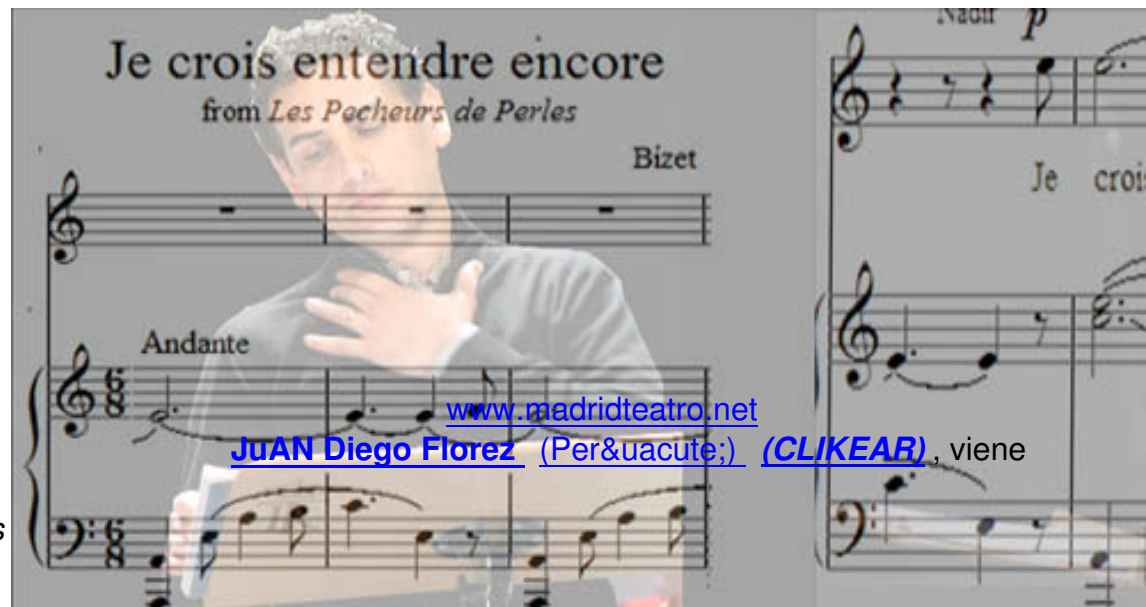 Je crois entendre encore
from Les Pecheurs de Perles
Bizet
Andante
Nadir p
Je crois
www.madridteatro.net
JuAN Diego Florez (Per&uacute;) (CLIKEAR) , viene
s